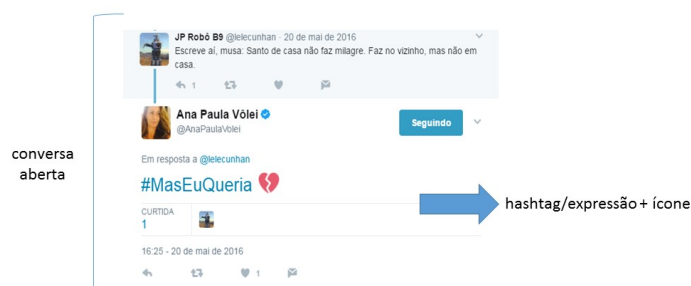 JP Robô B9 @lelecunhan · 20 de mai de 2016
Escreve aí, musa: Santo de casa não faz milagre. Faz no vizinho, mas não em
casa.
1
Ana Paula Vôlei
@AnaPaulaVolei
Seguindo
Em resposta a @lelecunhan
#MasEuQueria
CURTIDA
1
16:25 - 20 de mai de 2016
1
conversa
aberta
hashtag/expressão + ícone